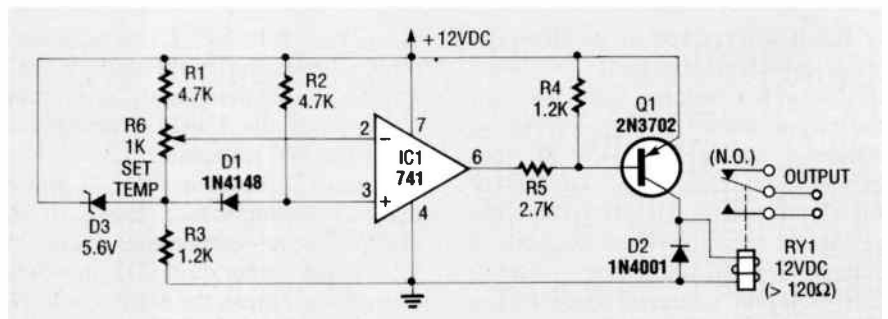 +12VDC
R1
4.7K
R2
4.7K
R4
1.2K
Q1
2N3702
R6
1K
SET
TEMP
D1
1N4148
2
−
7
IC1
741
6
3
+
4
R5
2.7K
(N.O.)
OUTPUT
D3
5.6V
R3
1.2K
D2
1N4001
RY1
12VDC
(> 120Ω)